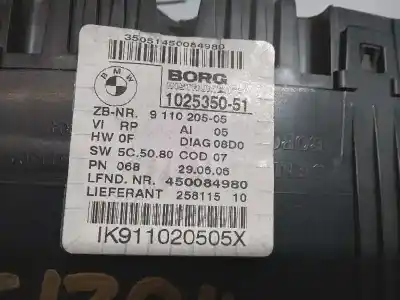 35051450084980
BMW
BORG
1025350-51
ZB-NR. 9 110 205-05
VI RP AI 05
HW 0F DIAG 08D0
SW 5C.50.80 COD 07
PN 068 29.06.06
LFND. NR. 450084980
LIEFERANT 258115 10
IK911020505X